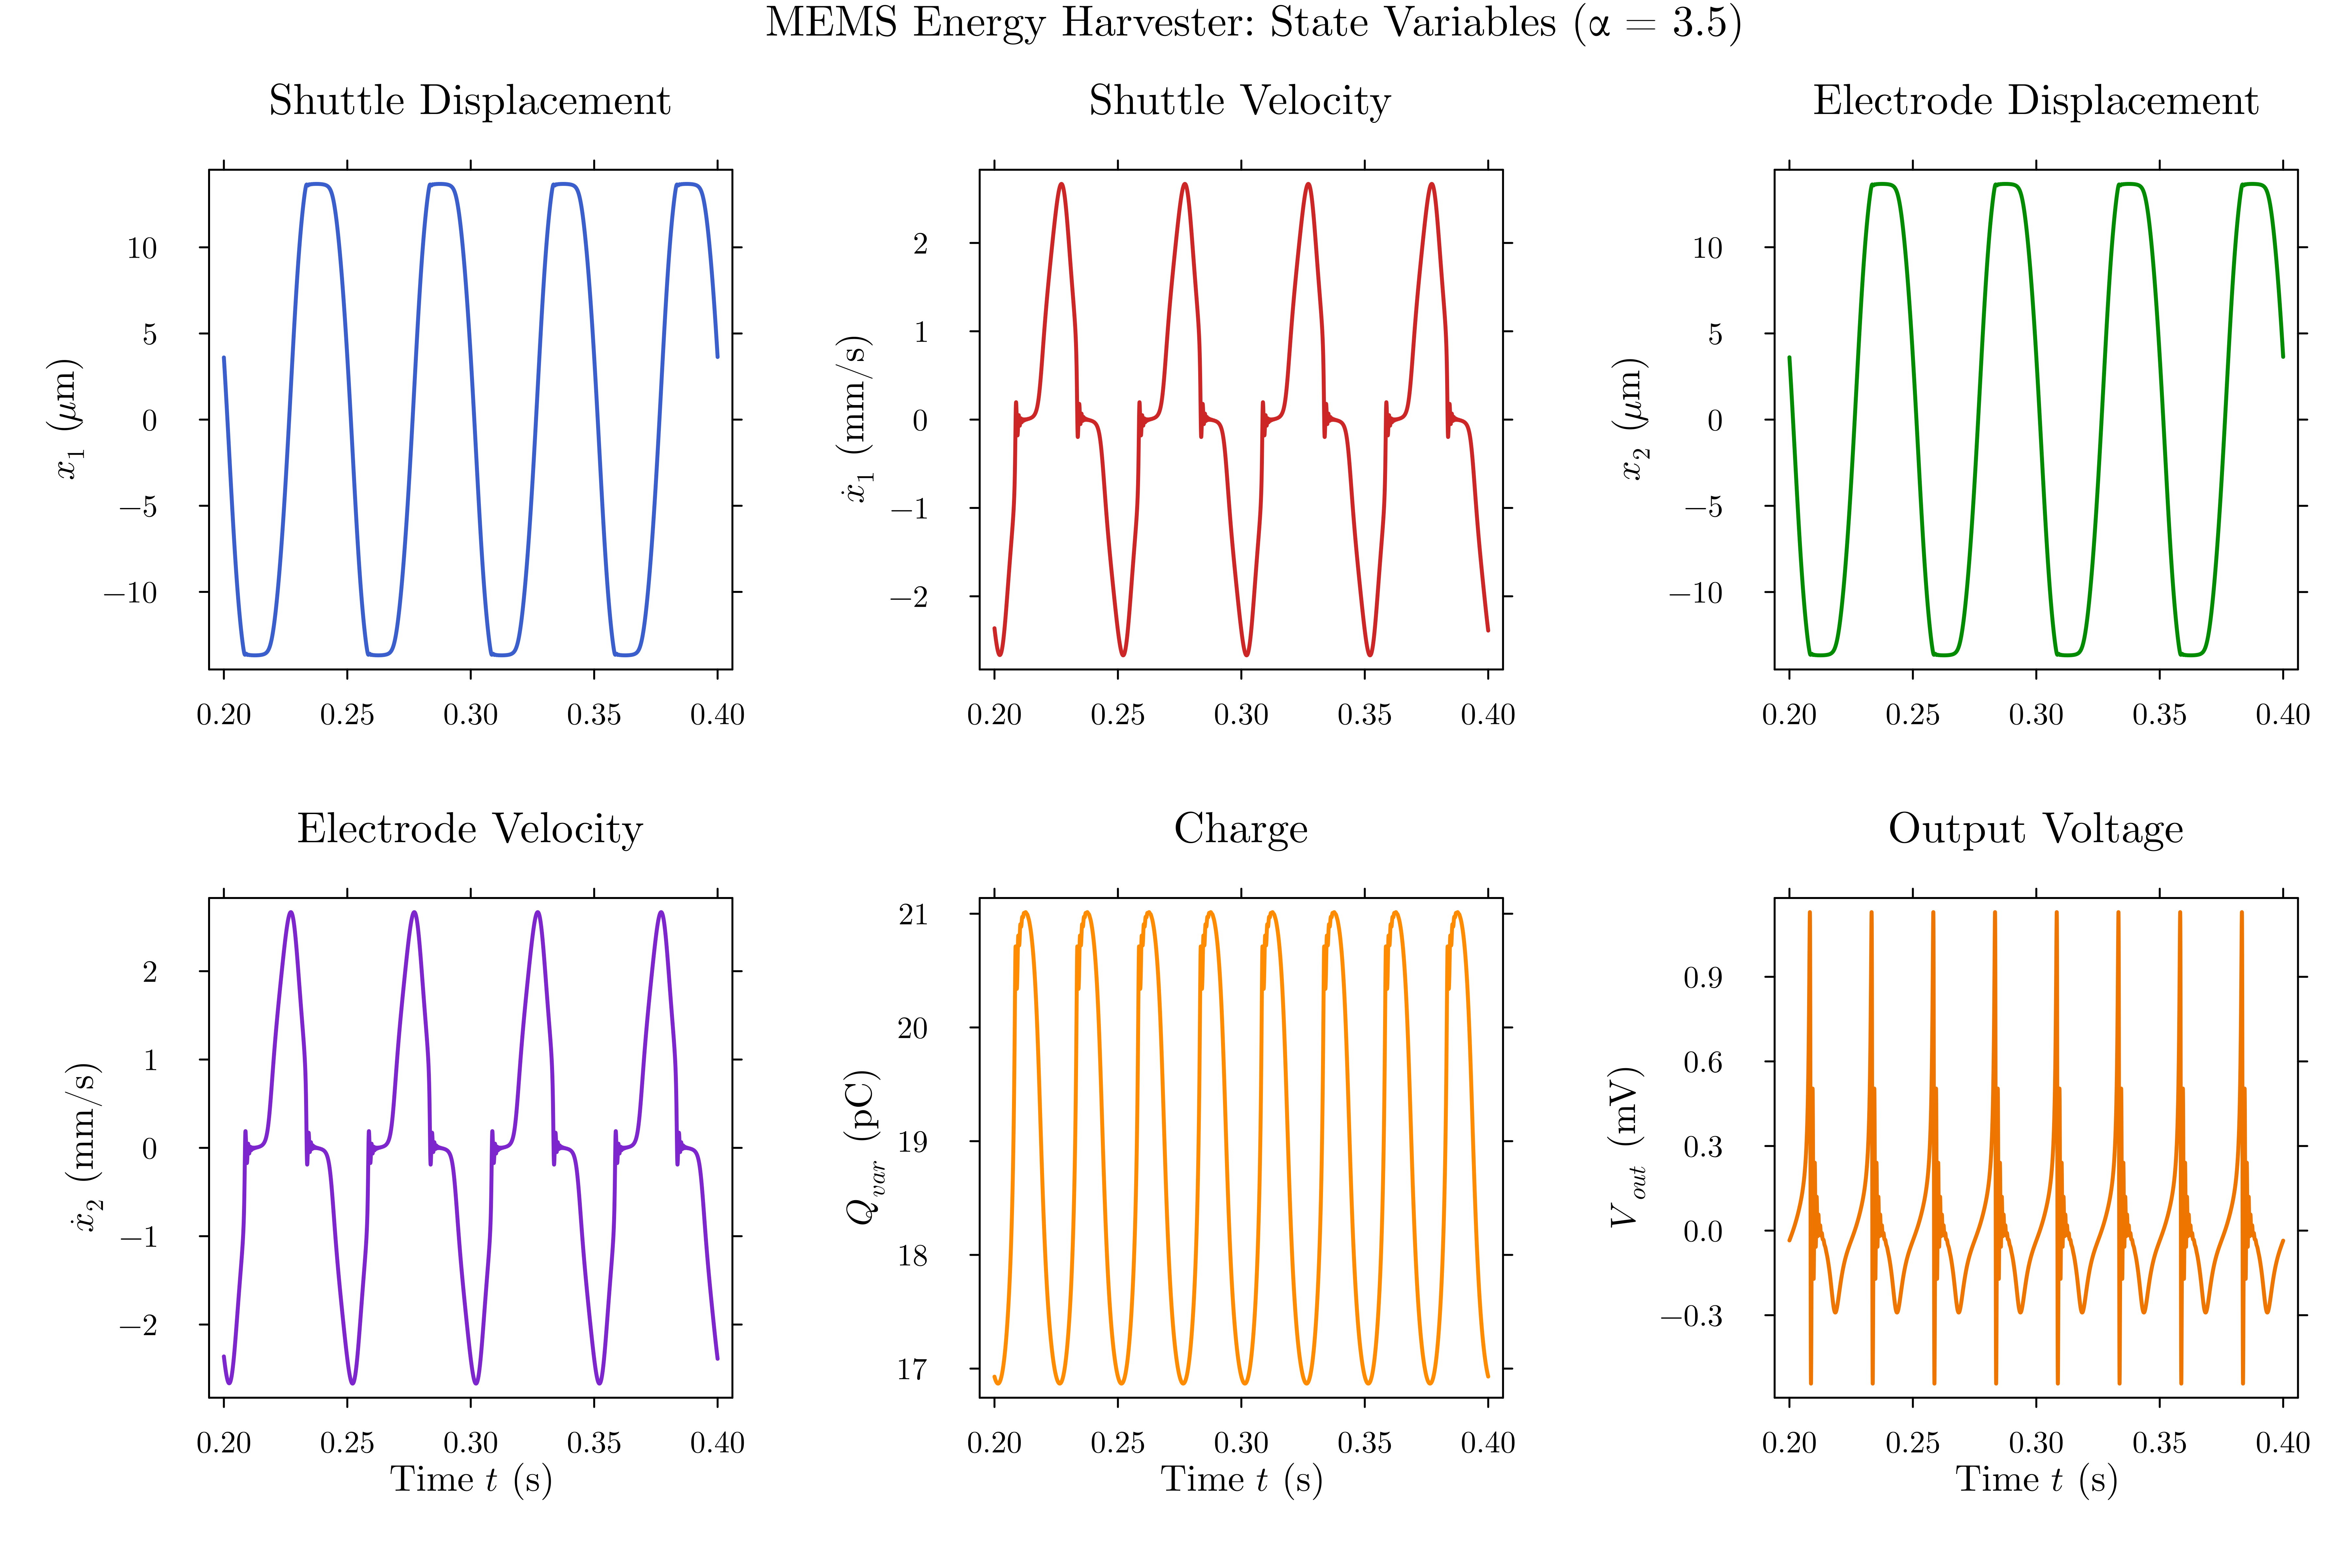 MEMS Energy Harvester: State Variables (α = 3.5)
Shuttle Displacement
x₁ (μm)
10
5
0
−5
−10
0.20 0.25 0.30 0.35 0.40
Shuttle Velocity
ẋ₁ (mm/s)
2
1
0
−1
−2
0.20 0.25 0.30 0.35 0.40
Electrode Displacement
x₂ (μm)
10
5
0
−5
−10
0.20 0.25 0.30 0.35 0.40
Electrode Velocity
ẋ₂ (mm/s)
2
1
0
−1
−2
0.20 0.25 0.30 0.35 0.40
Time t (s)
Charge
Q_var (pC)
21
20
19
18
17
0.20 0.25 0.30 0.35 0.40
Time t (s)
Output Voltage
V_out (mV)
0.9
0.6
0.3
0.0
−0.3
0.20 0.25 0.30 0.35 0.40
Time t (s)